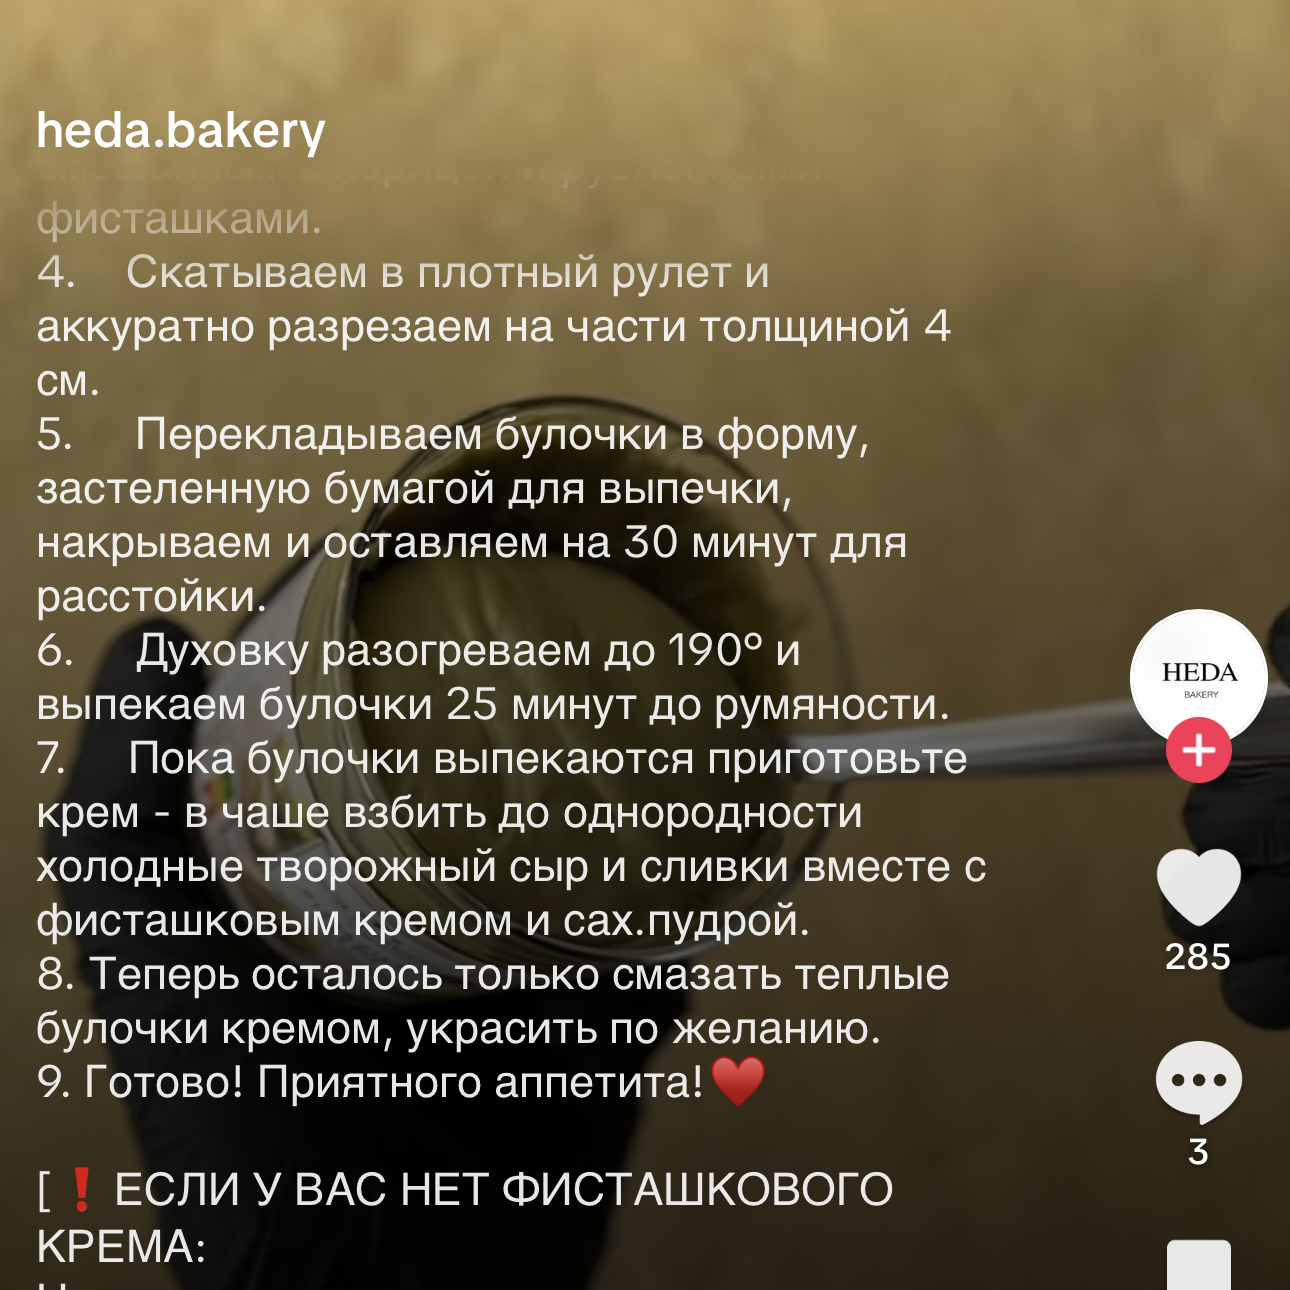 heda.bakery
смешанным с корицей и рублеными
фисташками.
4. Скатываем в плотный рулет и
аккуратно разрезаем на части толщиной 4
см.
5. Перекладываем булочки в форму,
застеленную бумагой для выпечки,
накрываем и оставляем на 30 минут для
расстойки.
6. Духовку разогреваем до 190° и
выпекаем булочки 25 минут до румяности.
7. Пока булочки выпекаются приготовьте
крем - в чаше взбить до однородности
холодные творожный сыр и сливки вместе с
фисташковым кремом и сах.пудрой.
8. Теперь осталось только смазать теплые
булочки кремом, украсить по желанию.
9. Готово! Приятного аппетита!♥️
[❗ЕСЛИ У ВАС НЕТ ФИСТАШКОВОГО
КРЕМА:
HEDA
BAKERY
285
3